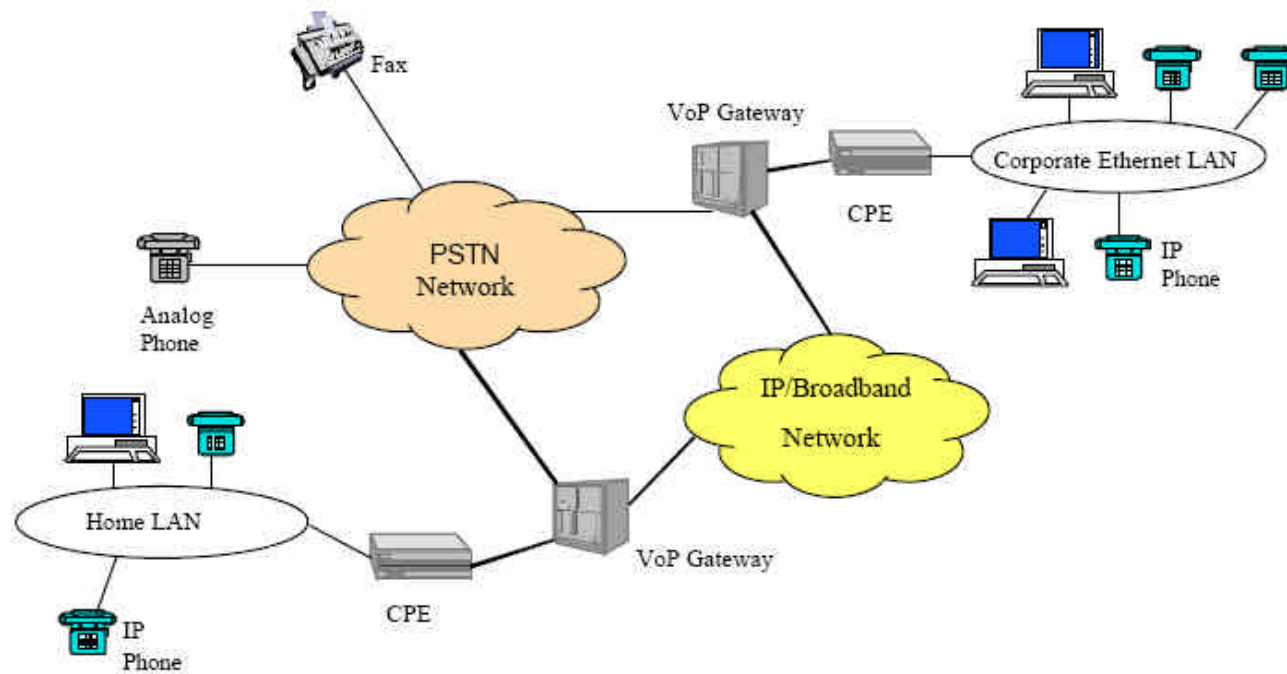 Fax
VoP Gateway
Corporate Ethernet LAN
CPE
PSTN
Network
IP
Phone
Analog
Phone
IP/Broadband
Network
Home LAN
VoP Gateway
CPE
IP
Phone